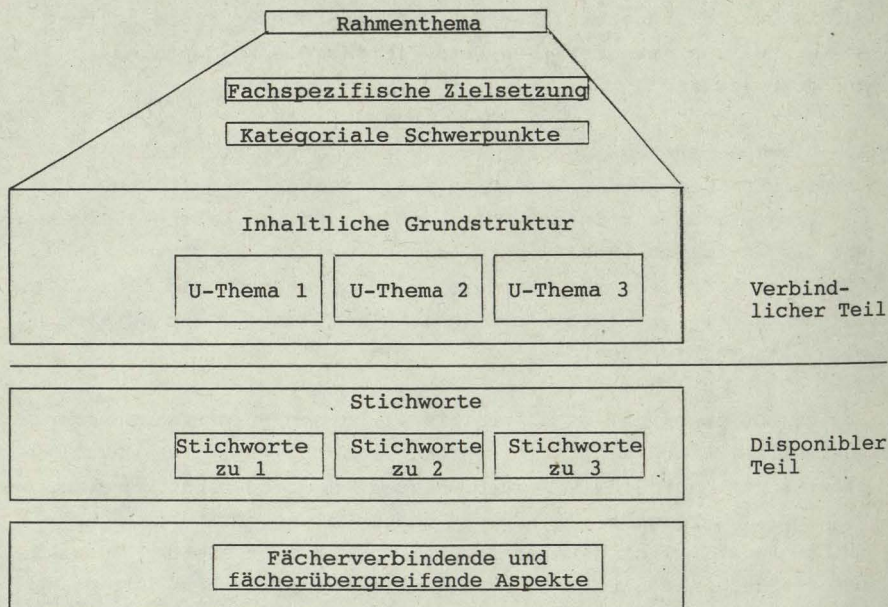 Rahmenthema
Fachspezifische Zielsetzung
Kategoriale Schwerpunkte
Inhaltliche Grundstruktur
U-Thema 1 U-Thema 2 U-Thema 3
Verbind-
licher Teil
Stichworte
Stichworte Stichworte Stichworte
zu 1 zu 2 zu 3
Disponibler
Teil
Fächerverbindende und
fächerübergreifende Aspekte